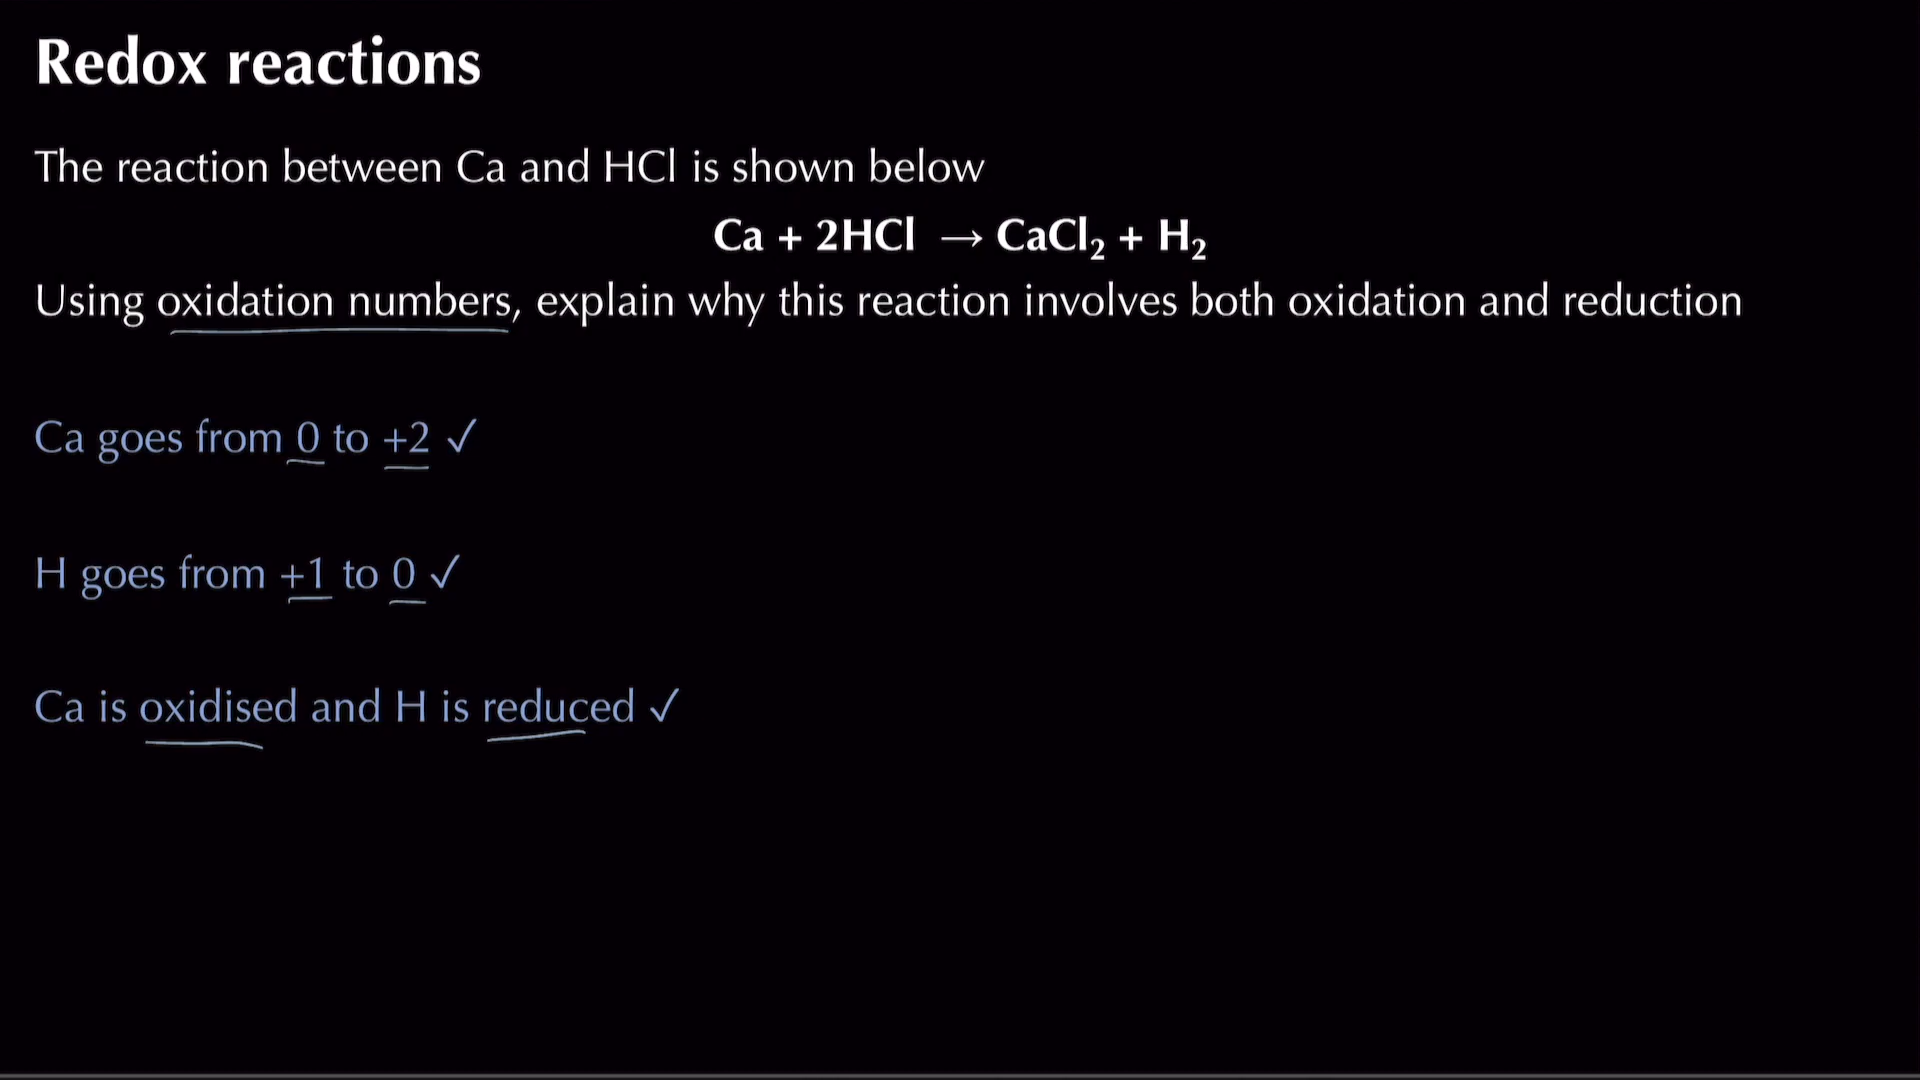 Redox reactions
The reaction between Ca and HCl is shown below
Ca + 2HCl → CaCl₂ + H₂
Using oxidation numbers, explain why this reaction involves both oxidation and reduction
Ca goes from 0 to +2 ✓
H goes from +1 to 0 ✓
Ca is oxidised and H is reduced ✓